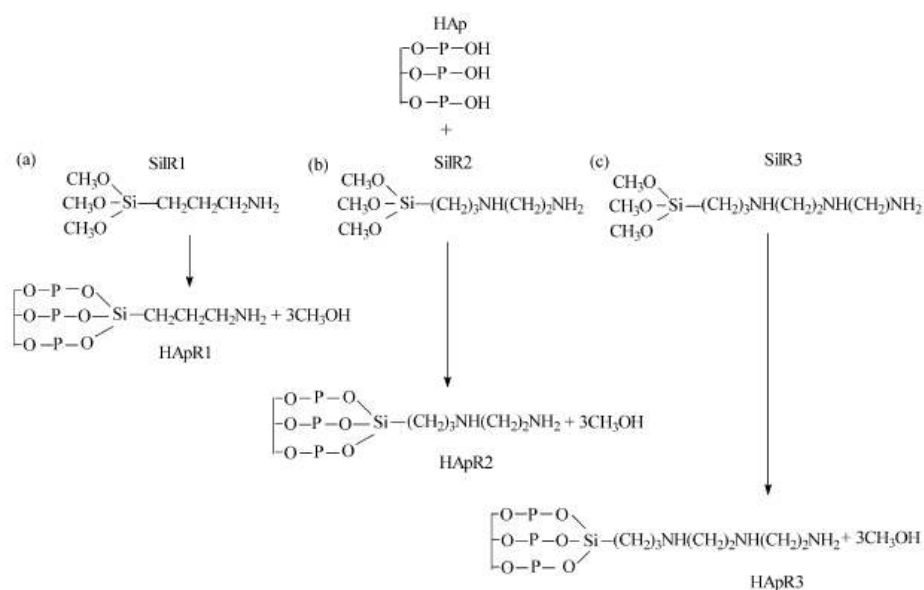 HAp
O–P–OH
O–P–OH
O–P–OH
+
(a) SilR1
CH₃O
CH₃O–Si–CH₂CH₂CH₂NH₂
CH₃O
(b) SilR2
CH₃O
CH₃O–Si–(CH₂)₃NH(CH₂)₂NH₂
CH₃O
(c) SilR3
CH₃O
CH₃O–Si–(CH₂)₃NH(CH₂)₂NH(CH₂)NH₂
CH₃O
O–P–O
O–P–O–Si–CH₂CH₂CH₂NH₂ + 3CH₃OH
O–P–O
HApR1
O–P–O
O–P–O–Si–(CH₂)₃NH(CH₂)₂NH₂ + 3CH₃OH
O–P–O
HApR2
O–P–O
O–P–O–Si–(CH₂)₃NH(CH₂)₂NH(CH₂)₂NH₂ + 3CH₃OH
O–P–O
HApR3